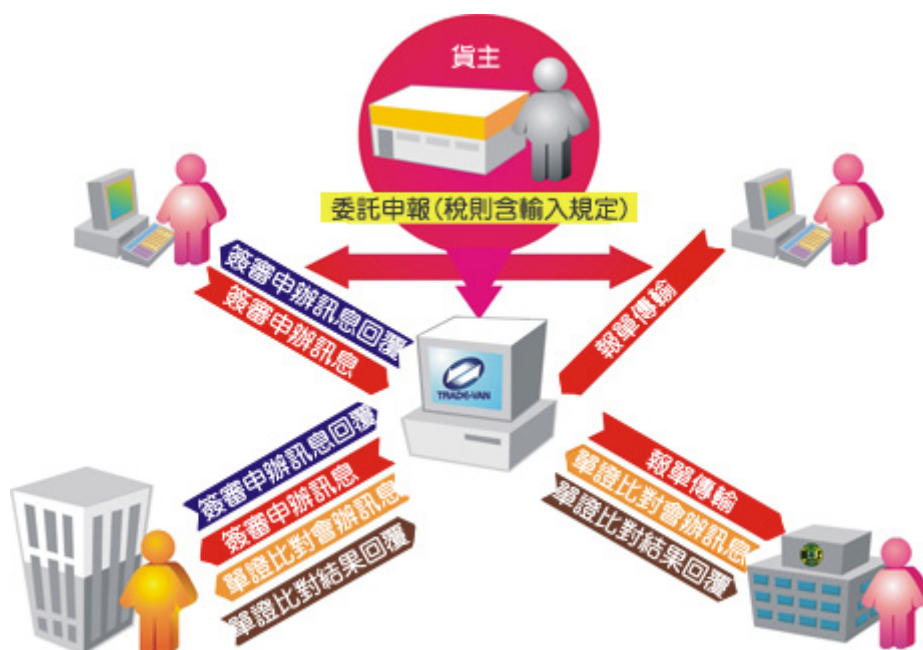 貨主
委託申報(稅則含輸入規定)
簽審申辦訊息回覆
簽審申辦訊息
報單傳輸
TRADE-VAN
簽審申辦訊息回覆
簽審申辦訊息
單證比對會辦訊息
單證比對結果回覆
報單傳輸
單證比對會辦訊息
單證比對結果回覆